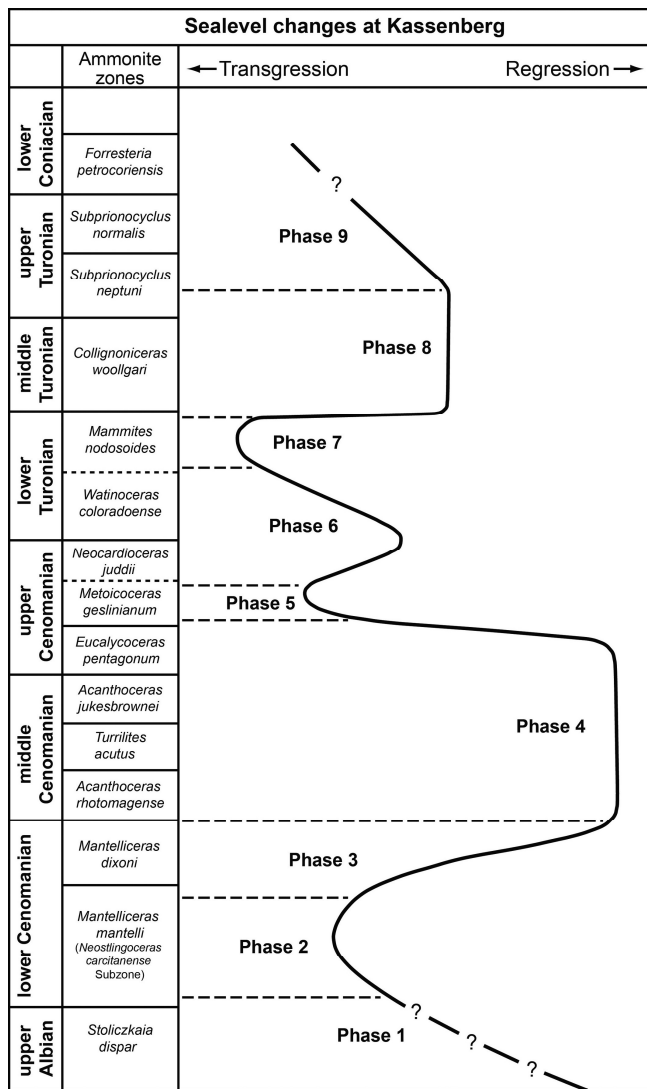 Sealevel changes at Kassenberg
Ammonite
zones
← Transgression
Regression →
lower
Coniacian
Forresteria
petrocoriensis
?
upper
Turonian
Subprionocyclus
normalis
Phase 9
Subprionocyclus
neptuni
middle
Turonian
Collignoniceras
woollgari
Phase 8
lower
Turonian
Mammites
nodosoides
Phase 7
Watinoceras
coloradoense
Phase 6
upper
Cenomanian
Neocardioceras
juddii
Metoicoceras
geslinianum
Phase 5
Eucalycoceras
pentagonum
middle
Cenomanian
Acanthoceras
jukesbrownei
Phase 4
Turrilites
acutus
Acanthoceras
rhotomagense
lower Cenomanian
Mantelliceras
dixoni
Phase 3
Mantelliceras
mantelli
(Neostlingoceras
carcitanense
Subzone)
Phase 2
upper
Albian
Stoliczkaia
dispar
Phase 1
?
?
?